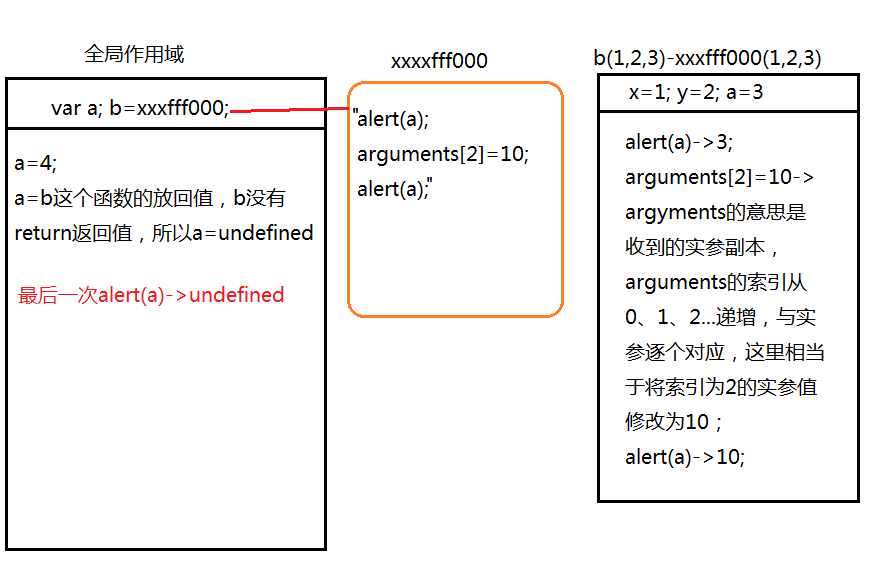 全局作用域
var a; b=xxxfff000;
a=4;
a=b这个函数的放回值，b没有
return返回值，所以a=undefined
最后一次alert(a)->undefined
xxxxfff000
"alert(a);
arguments[2]=10;
alert(a);"
b(1,2,3)-xxxfff000(1,2,3)
x=1; y=2; a=3
alert(a)->3;
arguments[2]=10->
argyments的意思是
收到的实参副本，
arguments的索引从
0、1、2...递增，与实
参逐个对应，这里相当
于将索引为2的实参值
修改为10；
alert(a)->10;